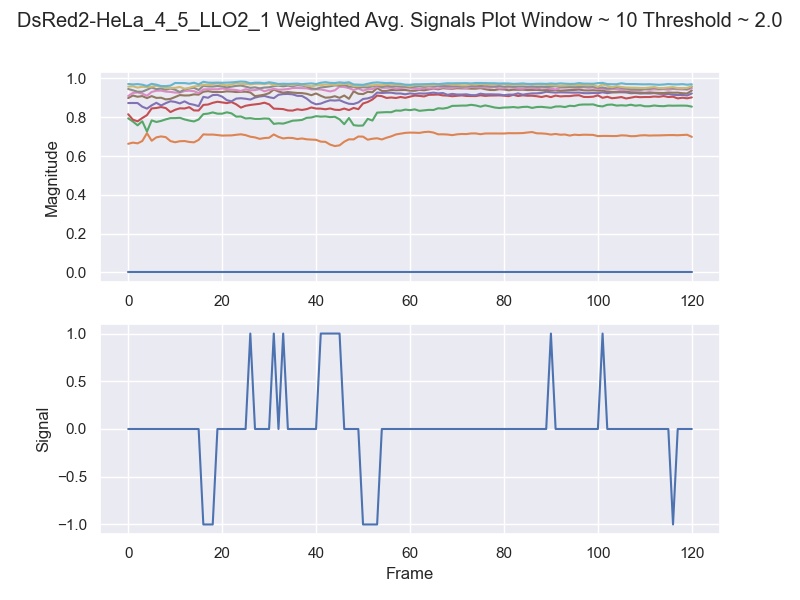 DsRed2-HeLa_4_5_LLO2_1 Weighted Avg. Signals Plot Window ~ 10 Threshold ~ 2.0
1.0
0.8
0.6
0.4
0.2
0.0
Magnitude
0 20 40 60 80 100 120
1.0
0.5
0.0
−0.5
−1.0
Signal
0 20 40 60 80 100 120
Frame